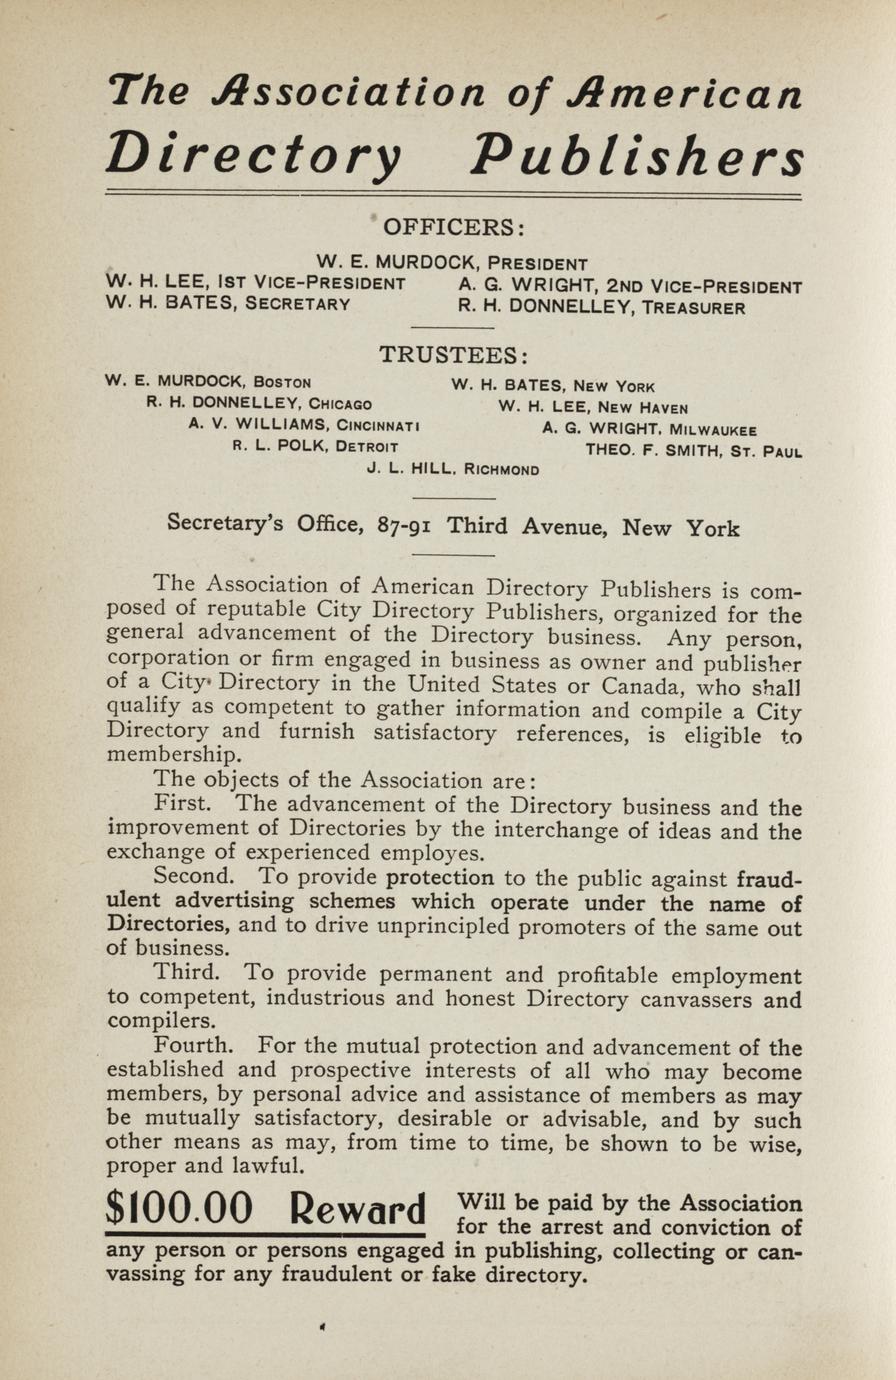 The Association of American
Directory Publishers
OFFICERS:
W. E. MURDOCK, PRESIDENT
W. H. LEE, 1ST VICE-PRESIDENT A. G. WRIGHT, 2ND VICE-PRESIDENT
W. H. BATES, SECRETARY R. H. DONNELLEY, TREASURER
TRUSTEES:
W. E. MURDOCK, BOSTON W. H. BATES, NEW YORK
R. H. DONNELLEY, CHICAGO W. H. LEE, NEW HAVEN
A. V. WILLIAMS, CINCINNATI A. G. WRIGHT, MILWAUKEE
R. L. POLK, DETROIT THEO. F. SMITH, ST. PAUL
J. L. HILL, RICHMOND
Secretary's Office, 87-91 Third Avenue, New York
The Association of American Directory Publishers is com-
posed of reputable City Directory Publishers, organized for the
general advancement of the Directory business. Any person,
corporation or firm engaged in business as owner and publisher
of a City Directory in the United States or Canada, who shall
qualify as competent to gather information and compile a City
Directory and furnish satisfactory references, is eligible to
membership.
The objects of the Association are:
First. The advancement of the Directory business and the
improvement of Directories by the interchange of ideas and the
exchange of experienced employes.
Second. To provide protection to the public against fraud-
ulent advertising schemes which operate under the name of
Directories, and to drive unprincipled promoters of the same out
of business.
Third. To provide permanent and profitable employment
to competent, industrious and honest Directory canvassers and
compilers.
Fourth. For the mutual protection and advancement of the
established and prospective interests of all who may become
members, by personal advice and assistance of members as may
be mutually satisfactory, desirable or advisable, and by such
other means as may, from time to time, be shown to be wise,
proper and lawful.
$100.00 Reward Will be paid by the Association
for the arrest and conviction of
any person or persons engaged in publishing, collecting or can-
vassing for any fraudulent or fake directory.